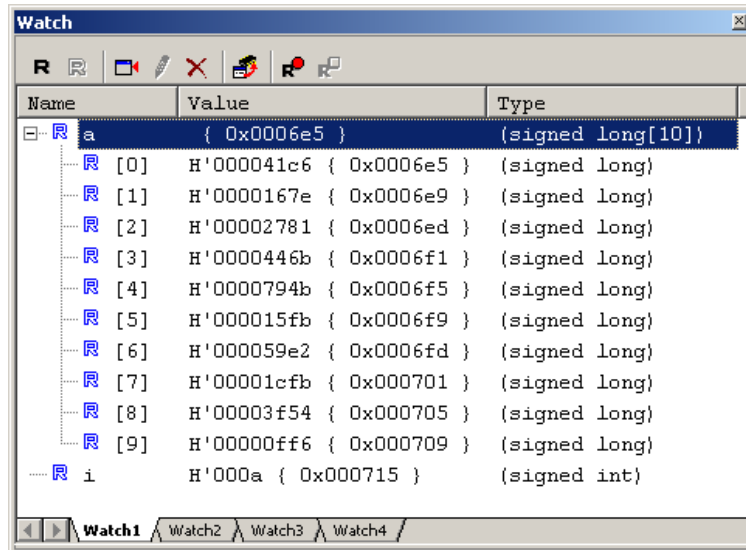 Watch
Name Value Type
a { 0x0006e5 } (signed long[10])
[0] H'000041c6 { 0x0006e5 } (signed long)
[1] H'0000167e { 0x0006e9 } (signed long)
[2] H'00002781 { 0x0006ed } (signed long)
[3] H'0000446b { 0x0006f1 } (signed long)
[4] H'0000794b { 0x0006f5 } (signed long)
[5] H'000015fb { 0x0006f9 } (signed long)
[6] H'000059e2 { 0x0006fd } (signed long)
[7] H'00001cfb { 0x000701 } (signed long)
[8] H'00003f54 { 0x000705 } (signed long)
[9] H'00000ff6 { 0x000709 } (signed long)
i H'000a { 0x000715 } (signed int)
Watch1 Watch2 Watch3 Watch4